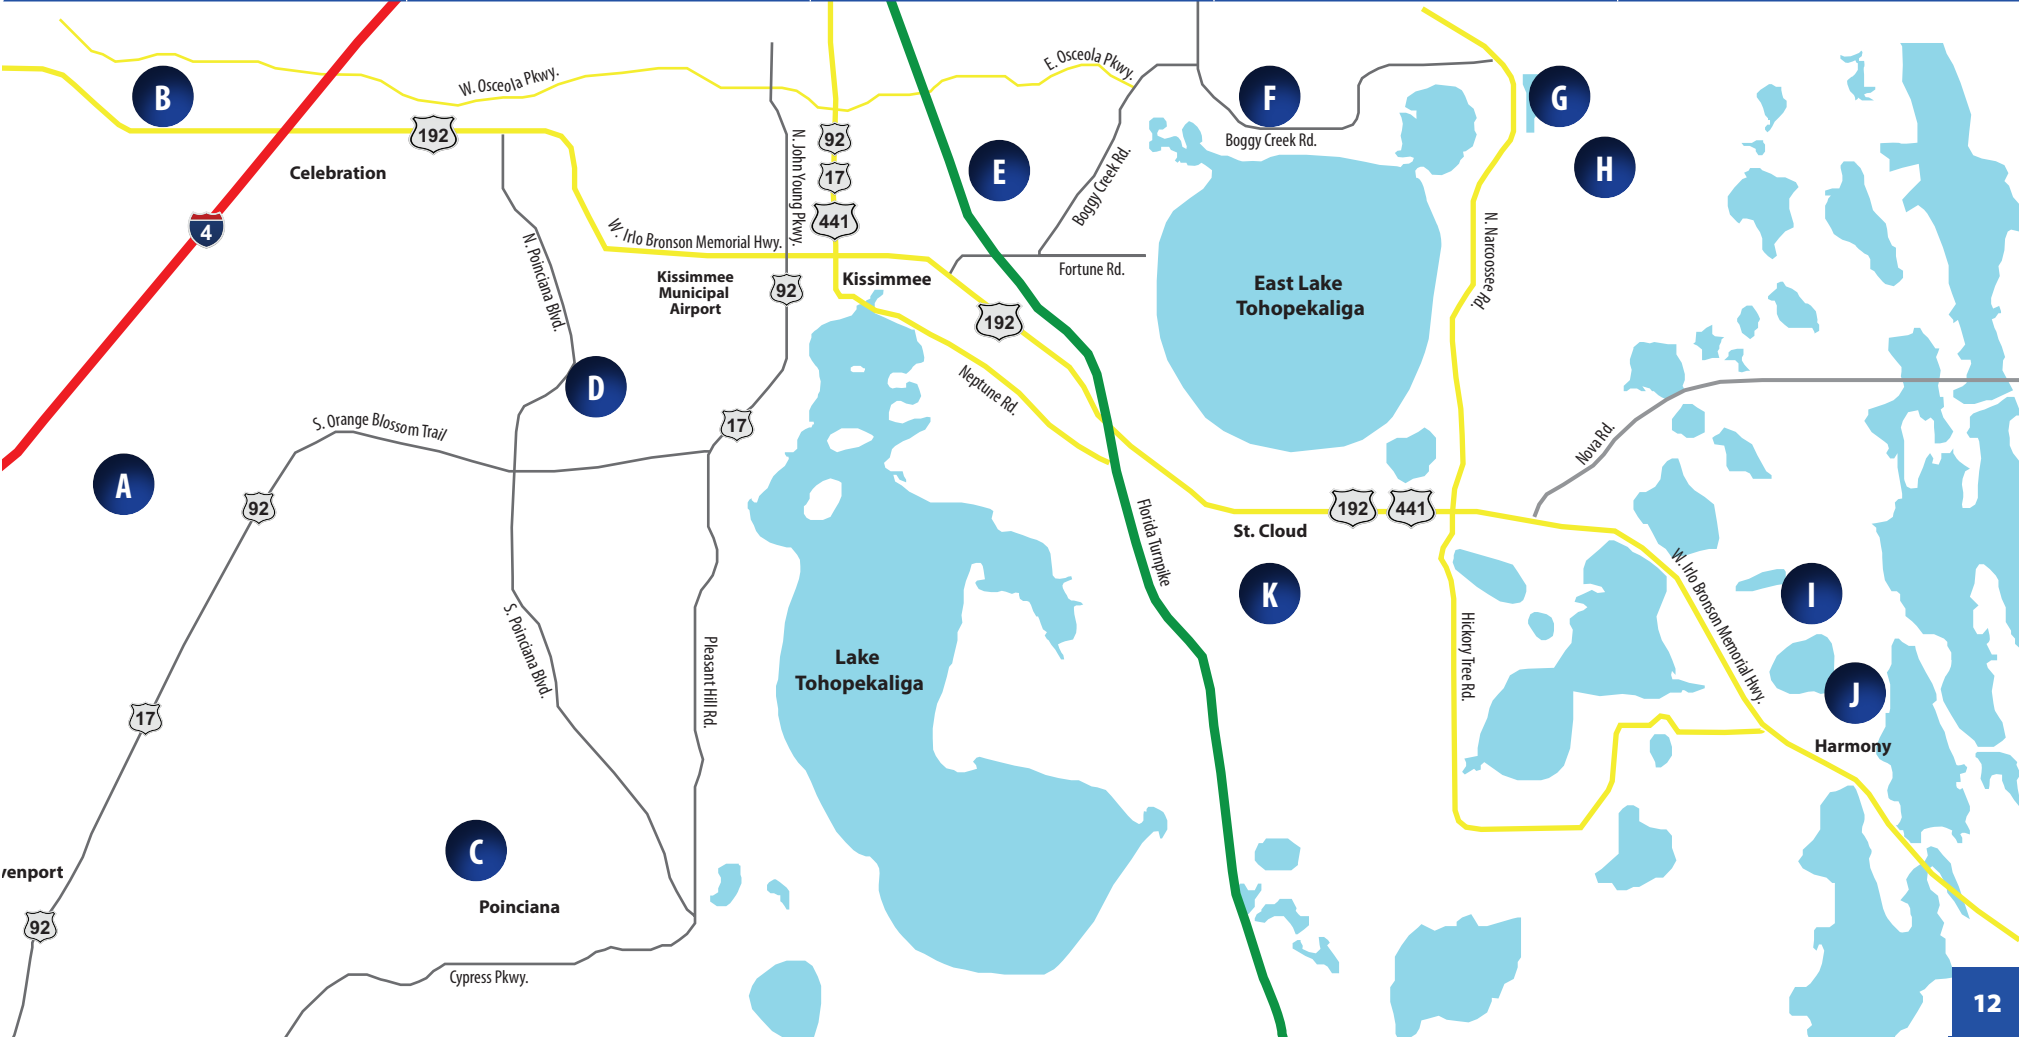 E. Osceola Pkwy.
W. Osceola Pkwy.
B
F
G
192
92
Boggy Creek Rd.
Celebration
N. John Young Pkwy.
17
E
Boggy Creek Rd.
H
4
441
N. Poinciana Blvd.
W. Irlo Bronson Memorial Hwy.
N. Narcoossee Rd.
Fortune Rd.
Kissimmee
Municipal
Airport
92
Kissimmee
East Lake
Tohopekaliga
192
D
Neptune Rd.
S. Orange Blossom Trail
17
Nova Rd.
A
92
Florida Turnpike
192
441
St. Cloud
K
W. Irlo Bronson Memorial Hwy.
I
S. Poinciana Blvd.
Pleasant Hill Rd.
Lake
Tohopekaliga
Hickory Tree Rd.
J
17
Harmony
C
venport
Poinciana
92
Cypress Pkwy.
12